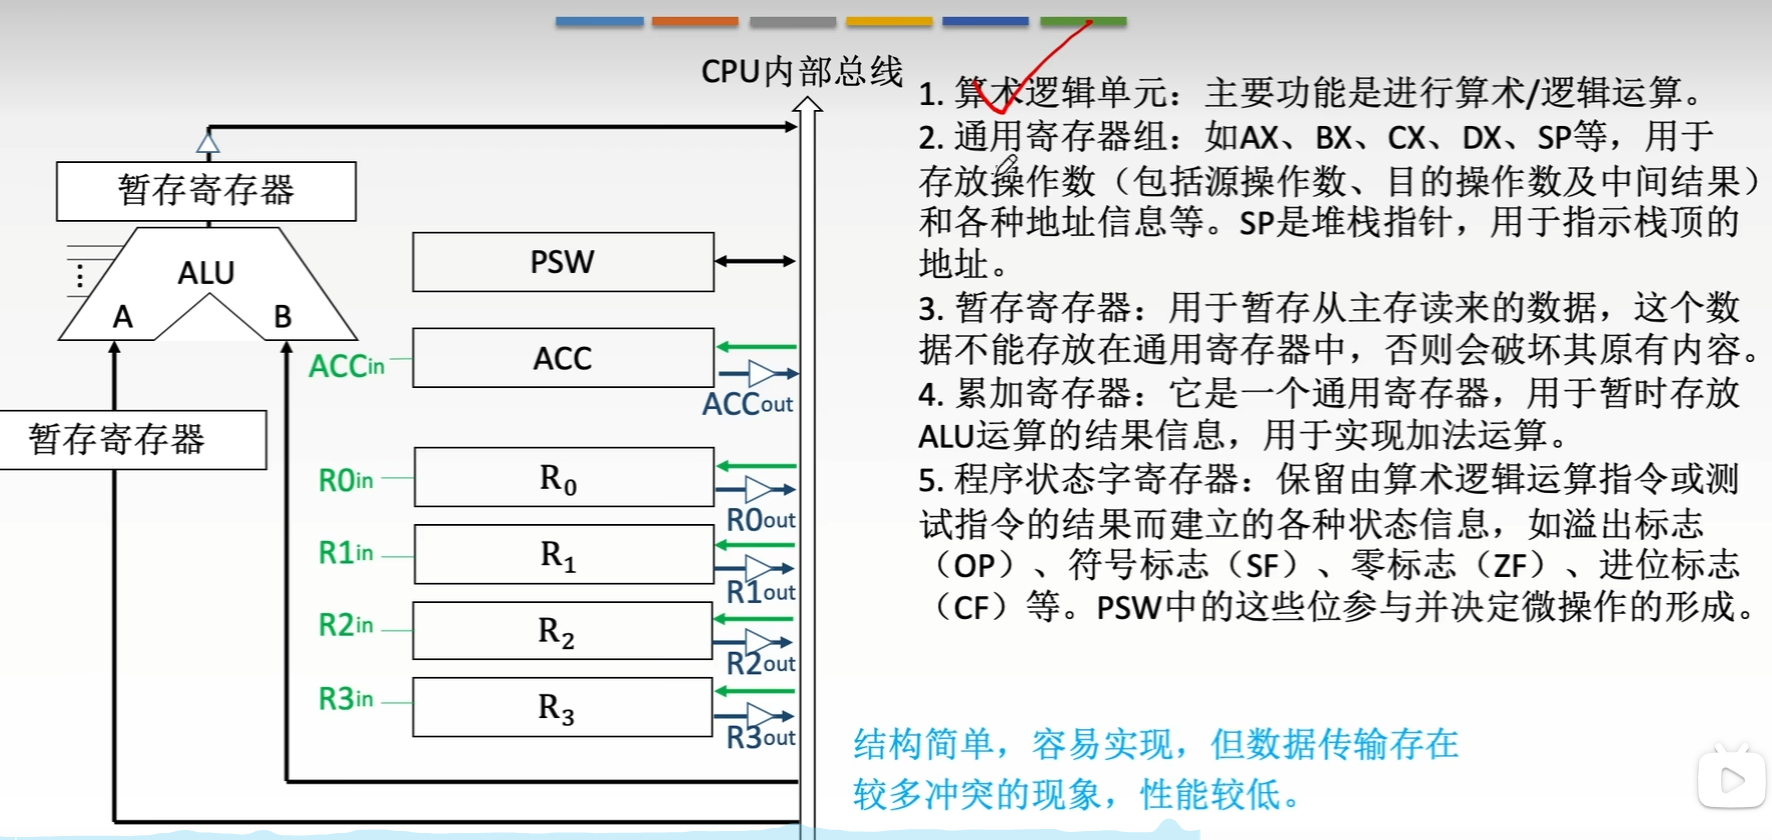 CPU内部总线
暂存寄存器
ALU
A
B
暂存寄存器
PSW
ACCin
ACC
ACCout
R0in
R₀
R0out
R1in
R₁
R1out
R2in
R₂
R2out
R3in
R₃
R3out
1. 算术逻辑单元：主要功能是进行算术/逻辑运算。
2. 通用寄存器组：如AX、BX、CX、DX、SP等，用于
存放操作数（包括源操作数、目的操作数及中间结果）
和各种地址信息等。SP是堆栈指针，用于指示栈顶的
地址。
3. 暂存寄存器：用于暂存从主存读来的数据，这个数
据不能存放在通用寄存器中，否则会破坏其原有内容。
4. 累加寄存器：它是一个通用寄存器，用于暂时存放
ALU运算的结果信息，用于实现加法运算。
5. 程序状态字寄存器：保留由算术逻辑运算指令或测
试指令的结果而建立的各种状态信息，如溢出标志
（OP）、符号标志（SF）、零标志（ZF）、进位标志
（CF）等。PSW中的这些位参与并决定微操作的形成。
结构简单，容易实现，但数据传输存在
较多冲突的现象，性能较低。